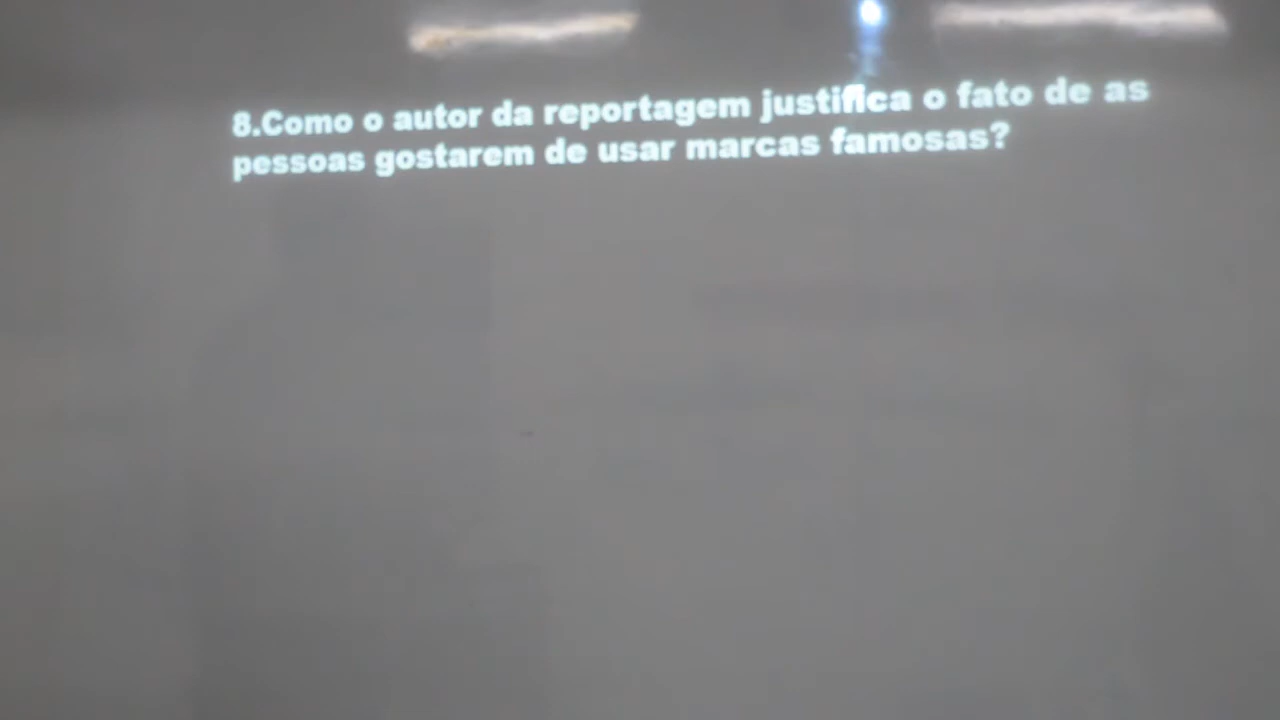 8.Como o autor da reportagem justifica o fato de as
pessoas gostarem de usar marcas famosas?